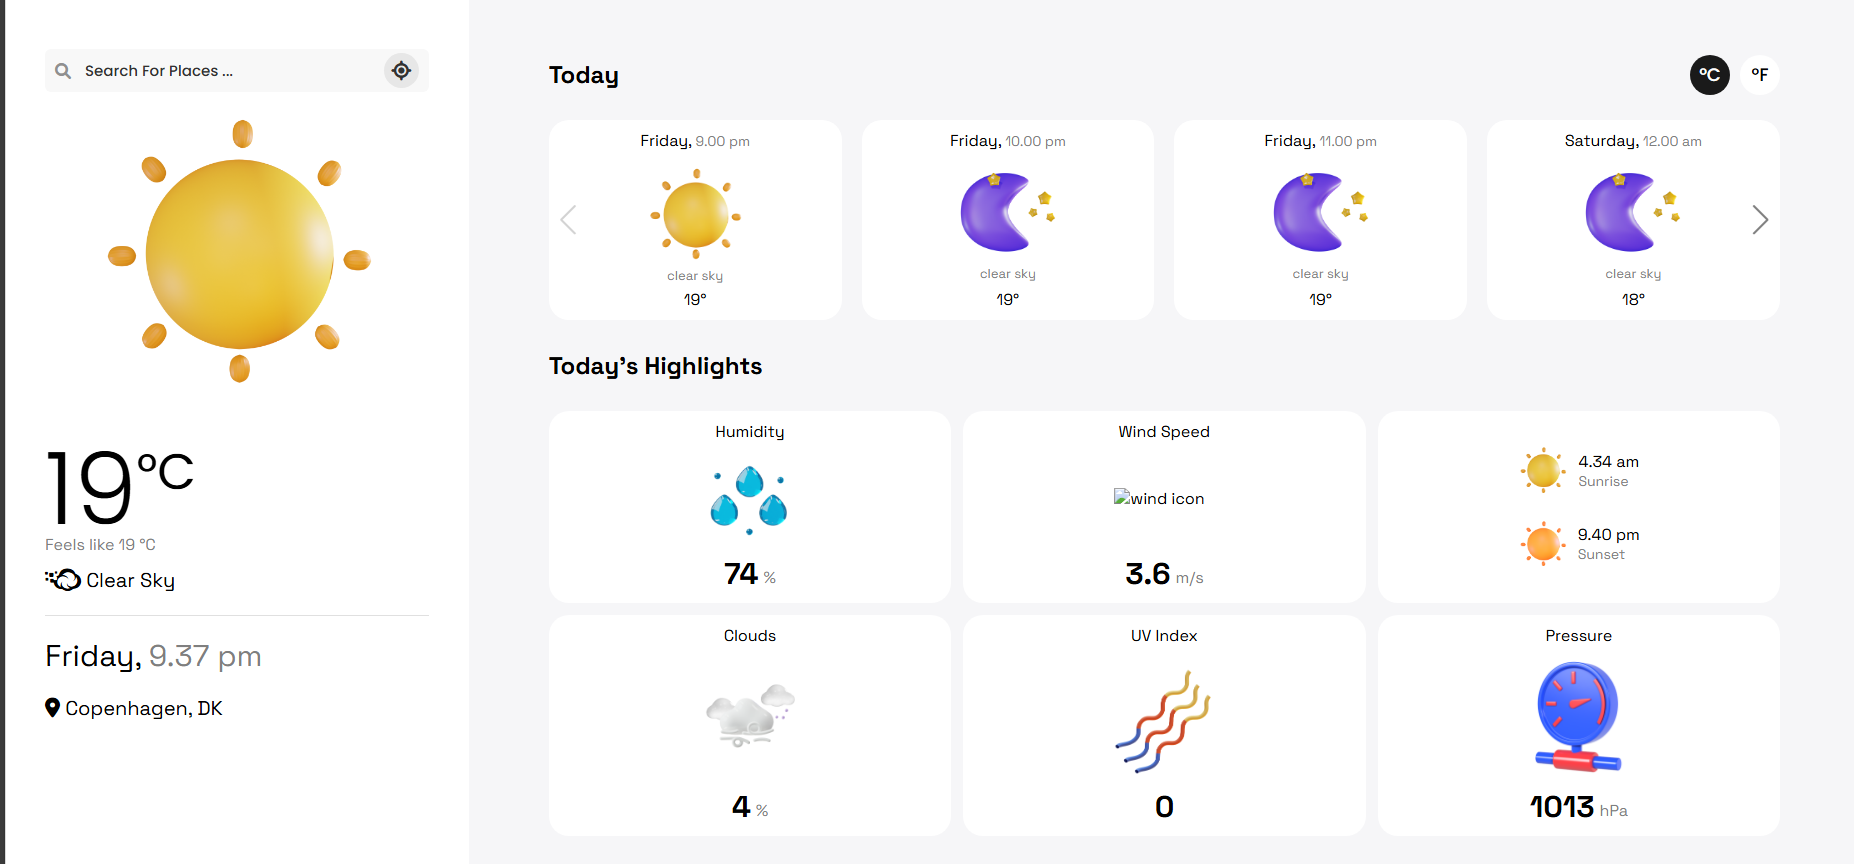 Search For Places ...
19°C
Feels like 19 °C
Clear Sky
Friday, 9.37 pm
Copenhagen, DK
Today
°C
°F
Friday, 9.00 pm
clear sky
19°
Friday, 10.00 pm
clear sky
19°
Friday, 11.00 pm
clear sky
19°
Saturday, 12.00 am
clear sky
18°
Today's Highlights
Humidity
74 %
Wind Speed
wind icon
3.6 m/s
4.34 am
Sunrise
9.40 pm
Sunset
Clouds
4 %
UV Index
0
Pressure
1013 hPa